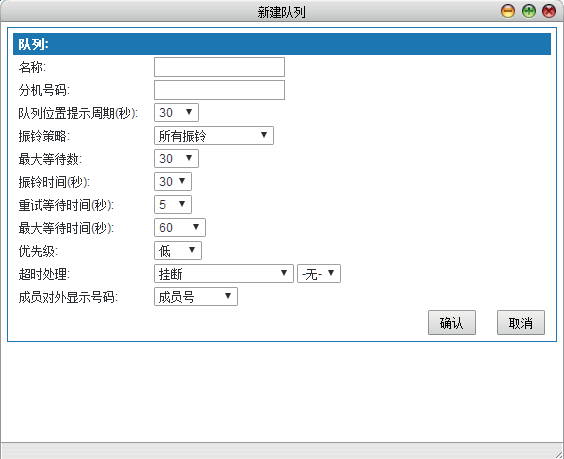 新建队列
队列:
名称:
分机号码:
队列位置提示周期(秒): 30
振铃策略: 所有振铃
最大等待数: 30
振铃时间(秒): 30
重试等待时间(秒): 5
最大等待时间(秒): 60
优先级: 低
超时处理: 挂断 -无-
成员对外显示号码: 成员号
确认 取消